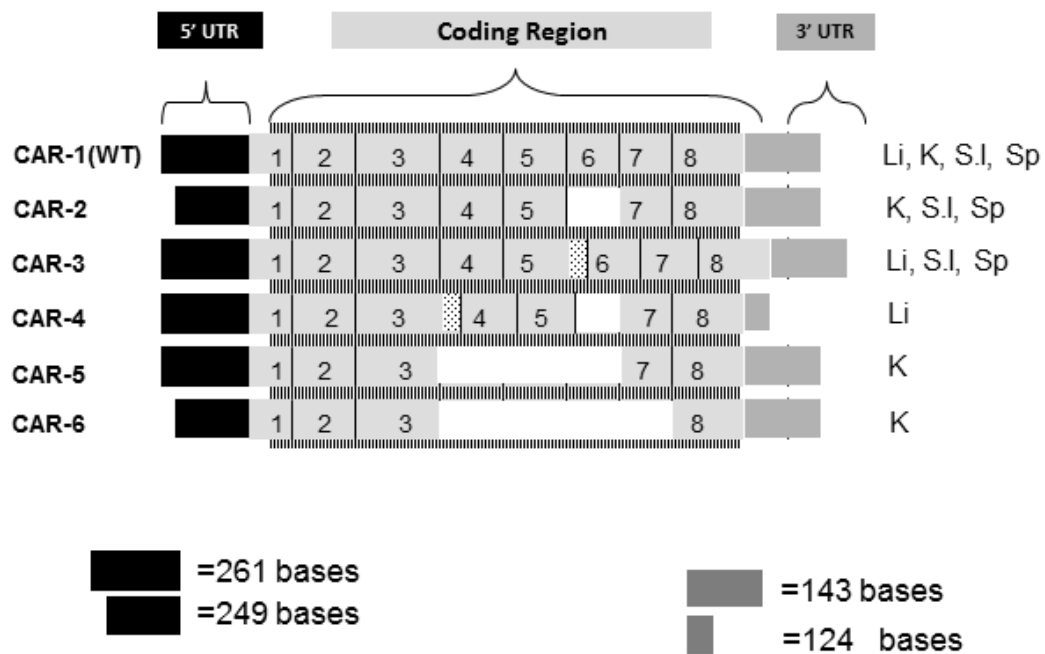 5' UTR Coding Region 3' UTR
CAR-1(WT) 1 2 3 4 5 6 7 8 Li, K, S.I, Sp
CAR-2 1 2 3 4 5 7 8 K, S.I, Sp
CAR-3 1 2 3 4 5 6 7 8 Li, S.I, Sp
CAR-4 1 2 3 4 5 7 8 Li
CAR-5 1 2 3 7 8 K
CAR-6 1 2 3 8 K
=261 bases
=249 bases
=143 bases
=124 bases